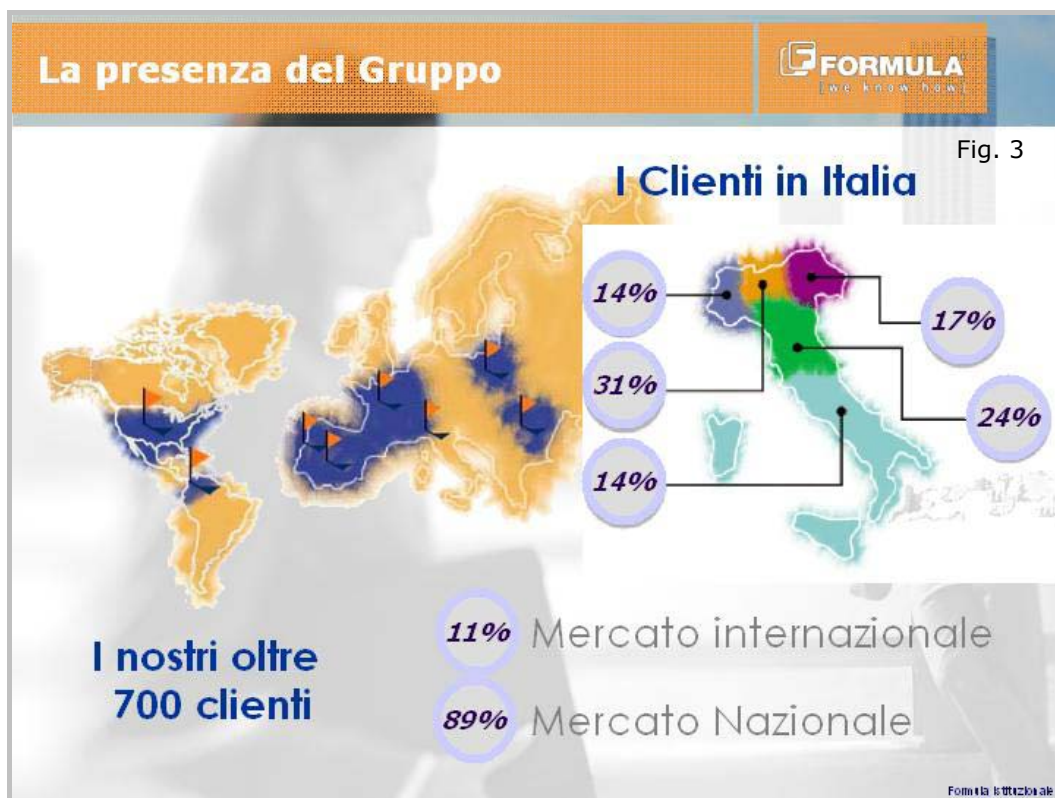 La presenza del Gruppo
FORMULA
[we know how]
Fig. 3
I Clienti in Italia
14%
17%
31%
24%
14%
I nostri oltre
700 clienti
11% Mercato internazionale
89% Mercato Nazionale
Formula Istituzionale